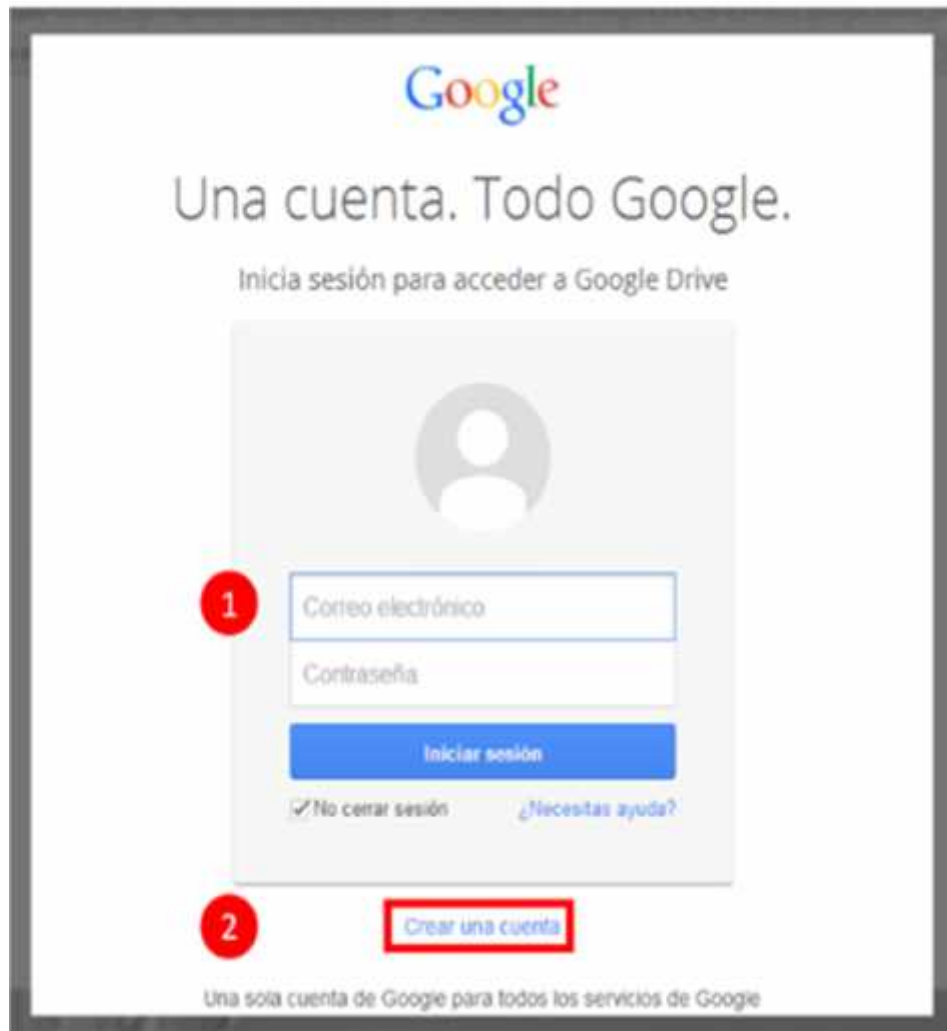 Google
Una cuenta. Todo Google.
Inicia sesión para acceder a Google Drive
1
Correo electrónico
Contraseña
Iniciar sesión
No cerrar sesión ¿Necesitas ayuda?
2
Crear una cuenta
Una sola cuenta de Google para todos los servicios de Google